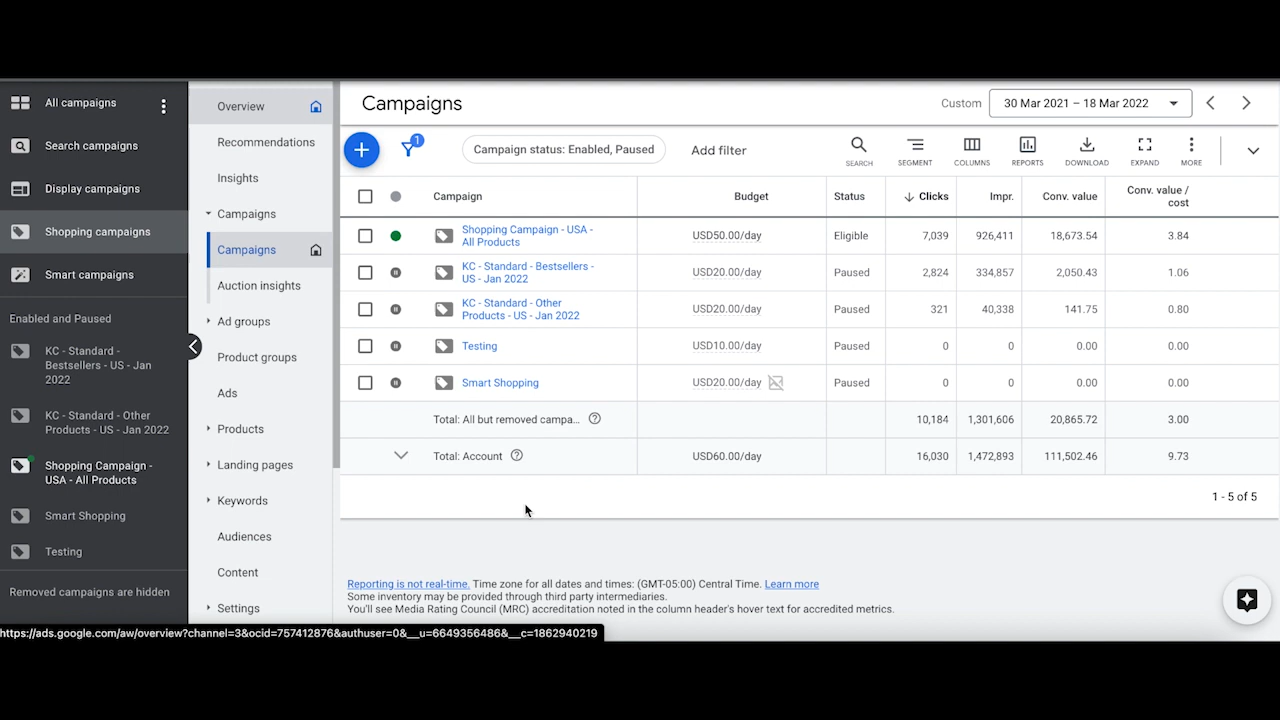 All campaigns
Search campaigns
Display campaigns
Shopping campaigns
Smart campaigns
Enabled and Paused
KC - Standard -
Bestsellers - US - Jan
2022
KC - Standard - Other
Products - US - Jan 2022
Shopping Campaign -
USA - All Products
Smart Shopping
Testing
Removed campaigns are hidden
Overview
Recommendations
Insights
Campaigns
Campaigns
Auction insights
Ad groups
Product groups
Ads
Products
Landing pages
Keywords
Audiences
Content
Settings
Campaigns
Custom 30 Mar 2021 – 18 Mar 2022
1 Campaign status: Enabled, Paused Add filter
SEARCH SEGMENT COLUMNS REPORTS DOWNLOAD EXPAND MORE
Campaign Budget Status Clicks Impr. Conv. value Conv. value /
cost
Shopping Campaign - USA -
All Products USD50.00/day Eligible 7,039 926,411 18,673.54 3.84
KC - Standard - Bestsellers -
US - Jan 2022 USD20.00/day Paused 2,824 334,857 2,050.43 1.06
KC - Standard - Other
Products - US - Jan 2022 USD20.00/day Paused 321 40,338 141.75 0.80
Testing USD10.00/day Paused 0 0 0.00 0.00
Smart Shopping USD20.00/day Paused 0 0 0.00 0.00
Total: All but removed campa... 10,184 1,301,606 20,865.72 3.00
Total: Account USD60.00/day 16,030 1,472,893 111,502.46 9.73
1 - 5 of 5
Reporting is not real-time. Time zone for all dates and times: (GMT-05:00) Central Time. Learn more
Some inventory may be provided through third party intermediaries.
You'll see Media Rating Council (MRC) accreditation noted in the column header's hover text for accredited metrics.
https://ads.google.com/aw/overview?channel=3&ocid=757412876&authuser=0&__u=6649356486&__c=1862940219